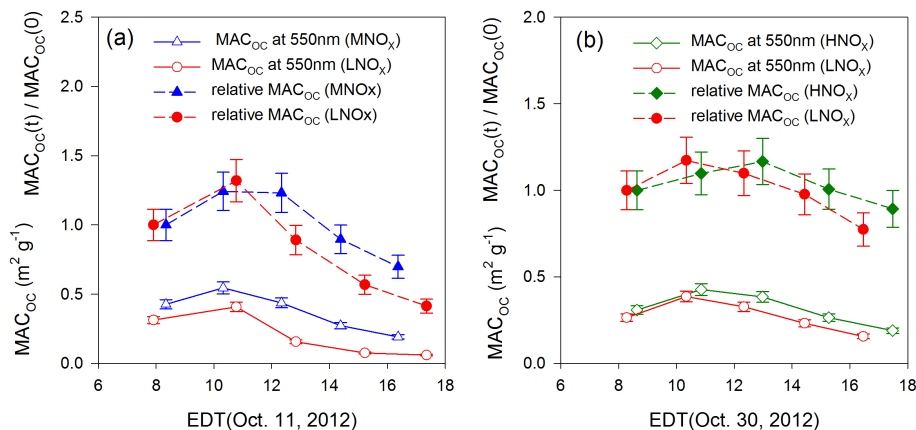 (a)
MAC_OC at 550nm (MNO_X)
MAC_OC at 550nm (LNO_X)
relative MAC_OC (MNOx)
relative MAC_OC (LNOx)
MAC_OC (m² g⁻¹) MAC_OC(t) / MAC_OC(0)
2.5
2.0
1.5
1.0
0.5
0.0
6 8 10 12 14 16 18
EDT(Oct. 11, 2012)
(b)
MAC_OC at 550nm (HNO_X)
MAC_OC at 550nm (LNO_X)
relative MAC_OC (HNO_X)
relative MAC_OC (LNO_X)
MAC_OC (m² g⁻¹) MAC_OC(t) / MAC_OC(0)
2.0
1.5
1.0
0.5
0.0
6 8 10 12 14 16 18
EDT(Oct. 30, 2012)